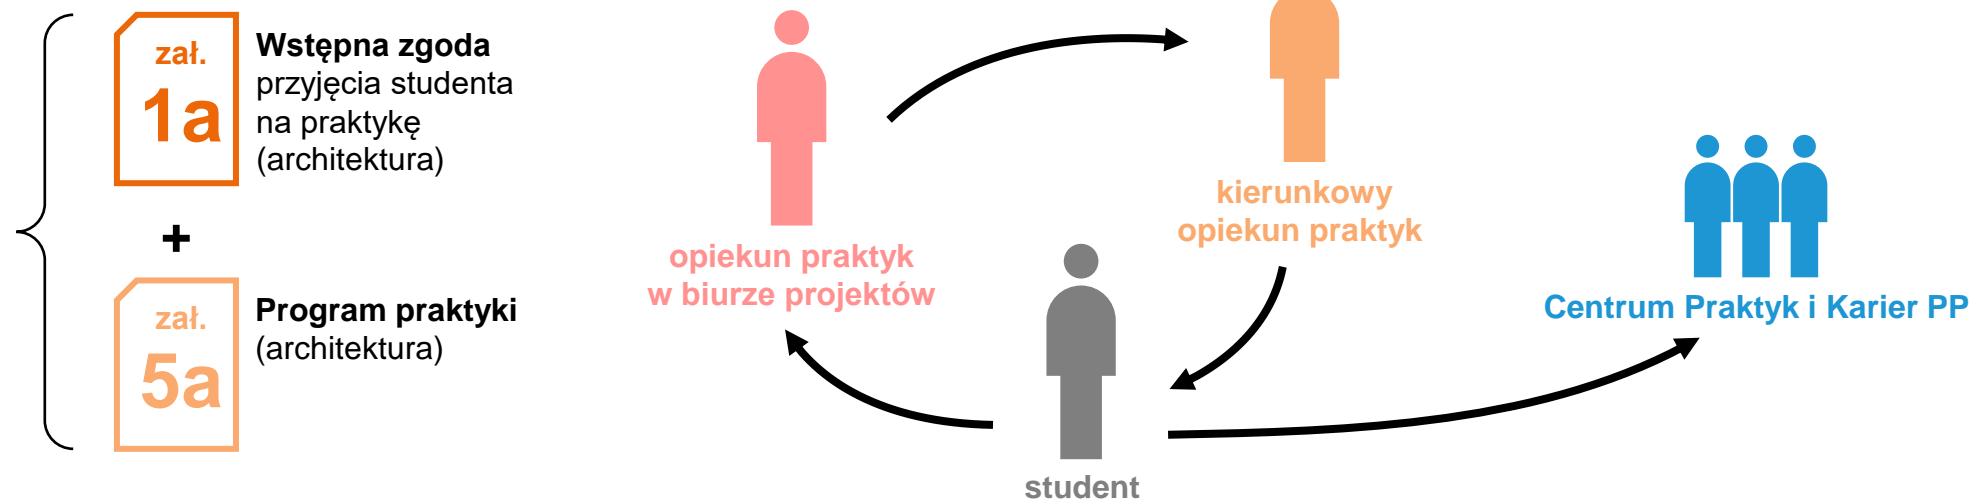 zał.
1a
Wstępna zgoda
przyjęcia studenta
na praktykę
(architektura)
+
zał.
5a
Program praktyki
(architektura)
opiekun praktyk
w biurze projektów
kierunkowy
opiekun praktyk
student
Centrum Praktyk i Karier PP